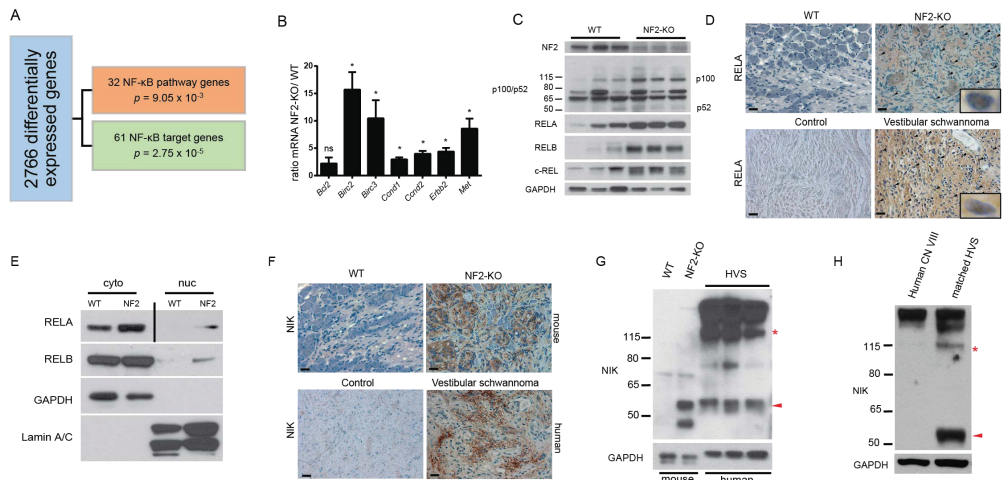 A
2766 differentially
expressed genes
32 NF-κB pathway genes
p = 9.05 x 10-3
61 NF-κB target genes
p = 2.75 x 10-5
B
ratio mRNA NF2-KO/ WT
20
15
10
5
0
ns
*
*
*
*
*
*
Bcl2
Birc2
Birc3
Ccnd1
Ccnd2
Erbb2
Met
C
WT
NF2-KO
NF2
p100/p52
115
80
65
50
p100
p52
RELA
RELB
c-REL
GAPDH
D
WT
NF2-KO
RELA
Control
Vestibular schwannoma
RELA
E
cyto
nuc
WT
NF2
WT
NF2
RELA
RELB
GAPDH
Lamin A/C
F
WT
NF2-KO
NIK
mouse
Control
Vestibular schwannoma
NIK
human
G
WT
NF2-KO
HVS
115
*
80
NIK
65
50
GAPDH
mouse
human
H
Human CN VIII
matched HVS
115
*
80
NIK
65
50
GAPDH